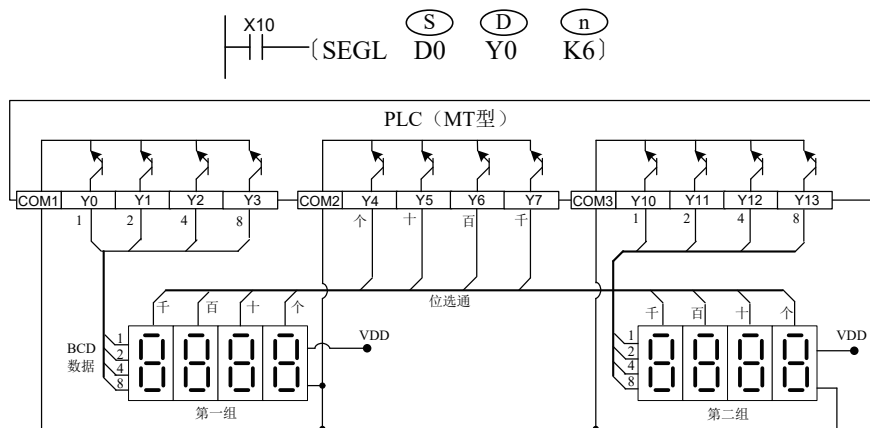 X10
S D n
SEGL D0 Y0 K6
PLC（MT型）
COM1 Y0 Y1 Y2 Y3 COM2 Y4 Y5 Y6 Y7 COM3 Y10 Y11 Y12 Y13
1 2 4 8 个 十 百 千 1 2 4 8
位选通
千 百 十 个
千 百 十 个
BCD
数据
1
2
4
8
VDD
第一组
1
2
4
8
VDD
第二组